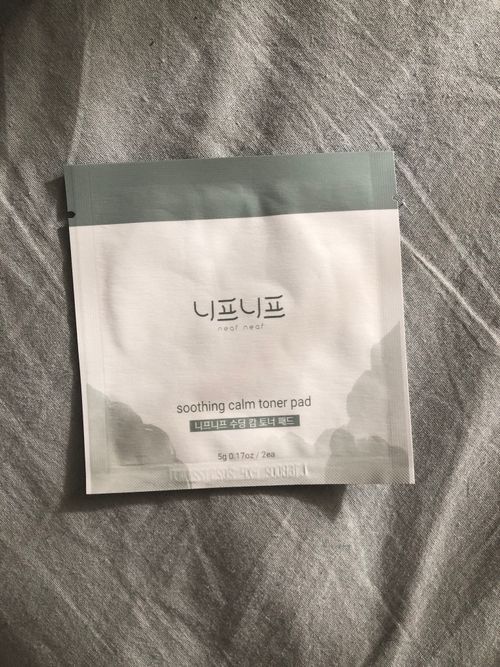 니프니프
neaf neaf
soothing calm toner pad
니프니프 수딩 캄 토너 패드
5g 0.17oz / 2ea